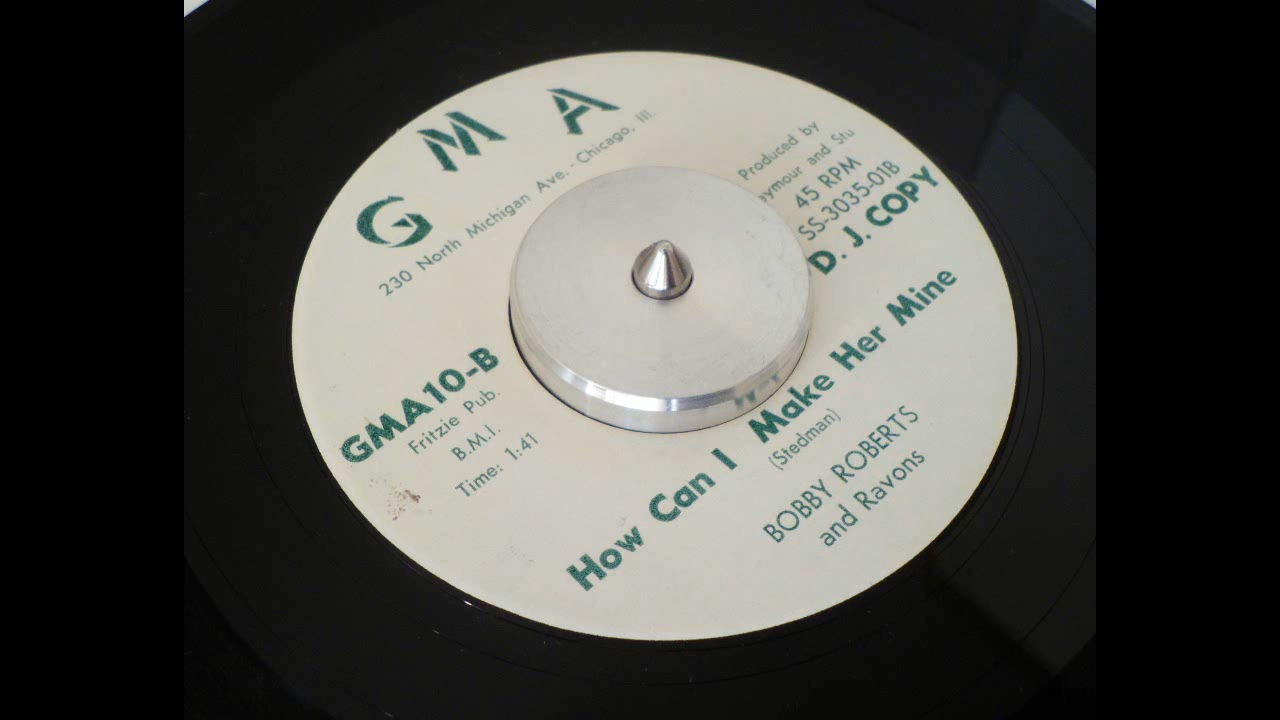 GMA
230 North Michigan Ave. - Chicago, Ill.
Produced by
and Stu
45 RPM
SS-3035-01B
D. J. COPY
GMA10-B
Fritzie Pub.
B.M.I.
Time: 1:41
How Can I Make Her Mine
(Stedman)
BOBBY ROBERTS
and Ravons